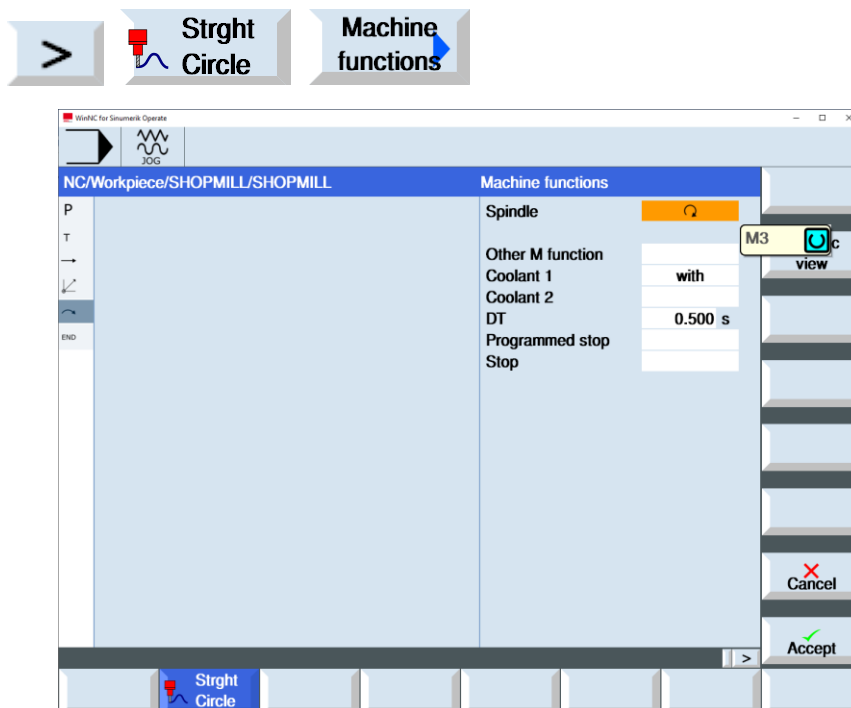 >
Strght
Circle
Machine
functions
WinNC for Sinumerik Operate
JOG
NC/Workpiece/SHOPMILL/SHOPMILL
Machine functions
P
T
END
Spindle
M3
Other M function
Coolant 1 with
Coolant 2
DT 0.500 s
Programmed stop
Stop
c
view
Cancel
Accept
>
Strght
Circle